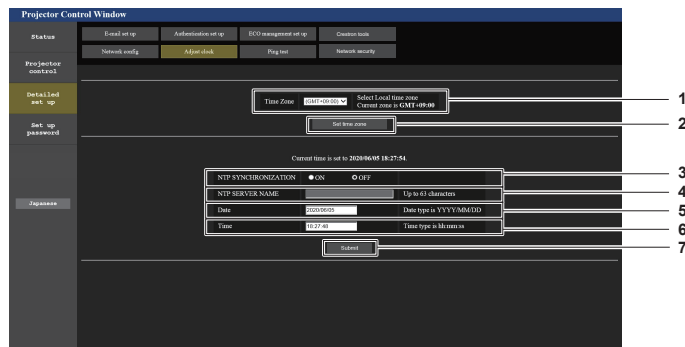 Projector Control Window
Status
E-mail set up
Authentication set up
ECO management set up
Crestron tools
Network config
Adjust clock
Ping test
Network security
Projector control
Detailed set up
Set up password
Japanese
Time Zone (GMT+09:00) Select Local time zone
Current zone is GMT+09:00
1
Set time zone
2
Current time is set to 2020/06/05 18:27:54.
NTP SYNCHRONIZATION ON OFF
3
NTP SERVER NAME Up to 63 characters
4
Date 2020/06/05 Date type is YYYY/MM/DD
5
Time 18:27:48 Time type is hh:mm:ss
6
Submit
7